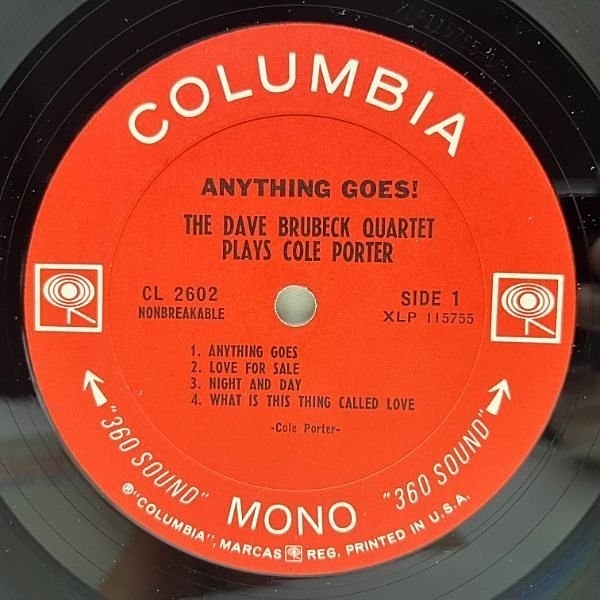 COLUMBIA
ANYTHING GOES!
THE DAVE BRUBECK QUARTET
PLAYS COLE PORTER
CL 2602
NONBREAKABLE
SIDE 1
XLP 115755
1. ANYTHING GOES
2. LOVE FOR SALE
3. NIGHT AND DAY
4. WHAT IS THIS THING CALLED LOVE
-Cole Porter-
"360 SOUND"
MONO
"360 SOUND"
®"COLUMBIA", MARCAS REG. PRINTED IN U.S.A.